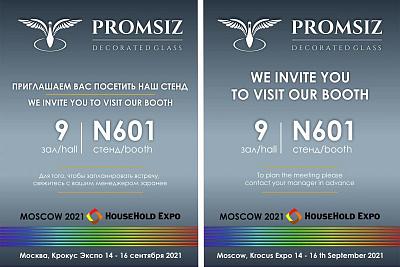 PROMSIZ
DECORATED GLASS
ПРИГЛАШАЕМ ВАС ПОСЕТИТЬ НАШ СТЕНД
WE INVITE YOU TO VISIT OUR BOOTH
9 N601
зал/hall стенд/booth
Для того, чтобы запланировать встречу,
свяжитесь с вашим менеджером заранее
MOSCOW 2021 HOUSEHOLD EXPO
Москва, Крокус Экспо 14 - 16 сентября 2021
PROMSIZ
DECORATED GLASS
WE INVITE YOU
TO VISIT OUR BOOTH
9 N601
зал/hall стенд/booth
To plan the meeting please
contact your manager in advance
MOSCOW 2021 HOUSEHOLD EXPO
Moscow, Krocus Expo 14 - 16 th September 2021